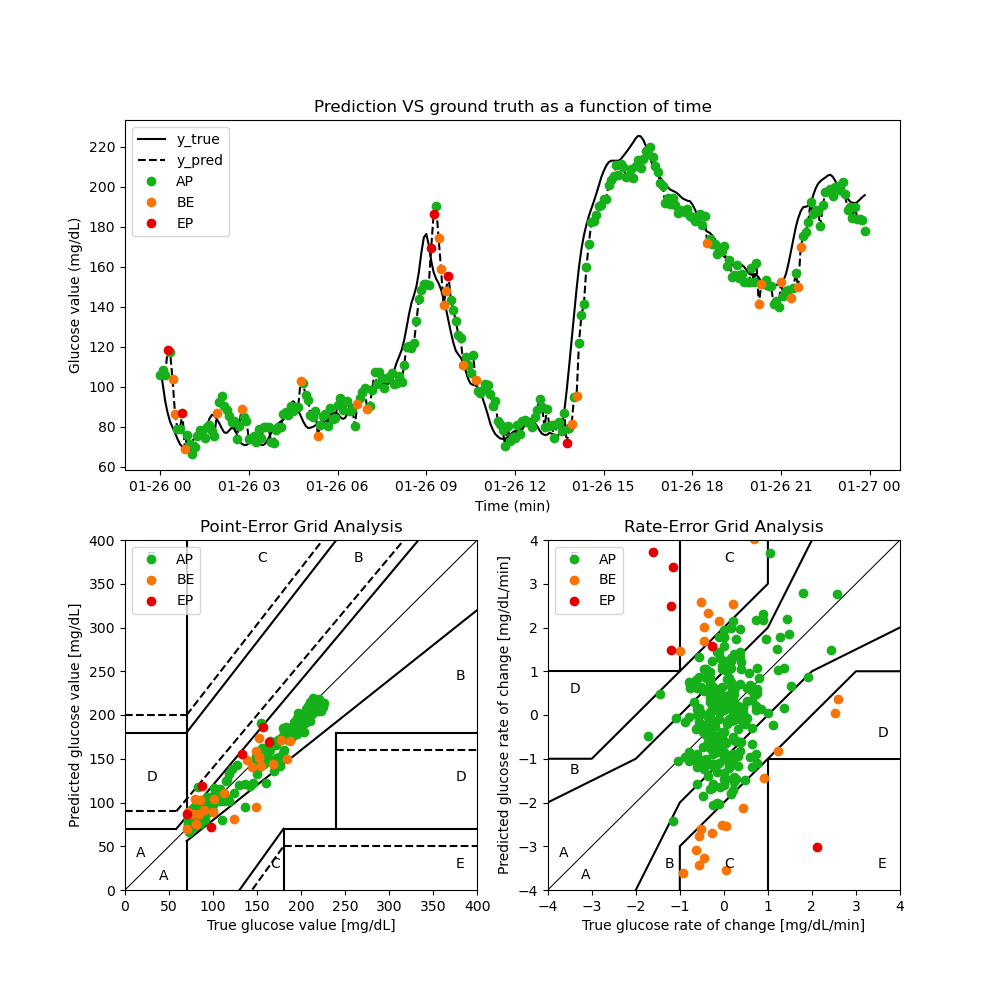 Prediction VS ground truth as a function of time
Glucose value (mg/dL)
220
200
180
160
140
120
100
80
60
y_true
y_pred
AP
BE
EP
01-26 00 01-26 03 01-26 06 01-26 09 01-26 12 01-26 15 01-26 18 01-26 21 01-27 00
Time (min)
Point-Error Grid Analysis
Predicted glucose value [mg/dL]
400
350
300
250
200
150
100
50
0
AP
BE
EP
C
B
B
D
D
A
A
C
E
0 50 100 150 200 250 300 350 400
True glucose value [mg/dL]
Rate-Error Grid Analysis
Predicted glucose rate of change [mg/dL/min]
4
3
2
1
0
−1
−2
−3
−4
AP
BE
EP
C
D
D
B
A
A
B
C
E
−4 −3 −2 −1 0 1 2 3 4
True glucose rate of change [mg/dL/min]